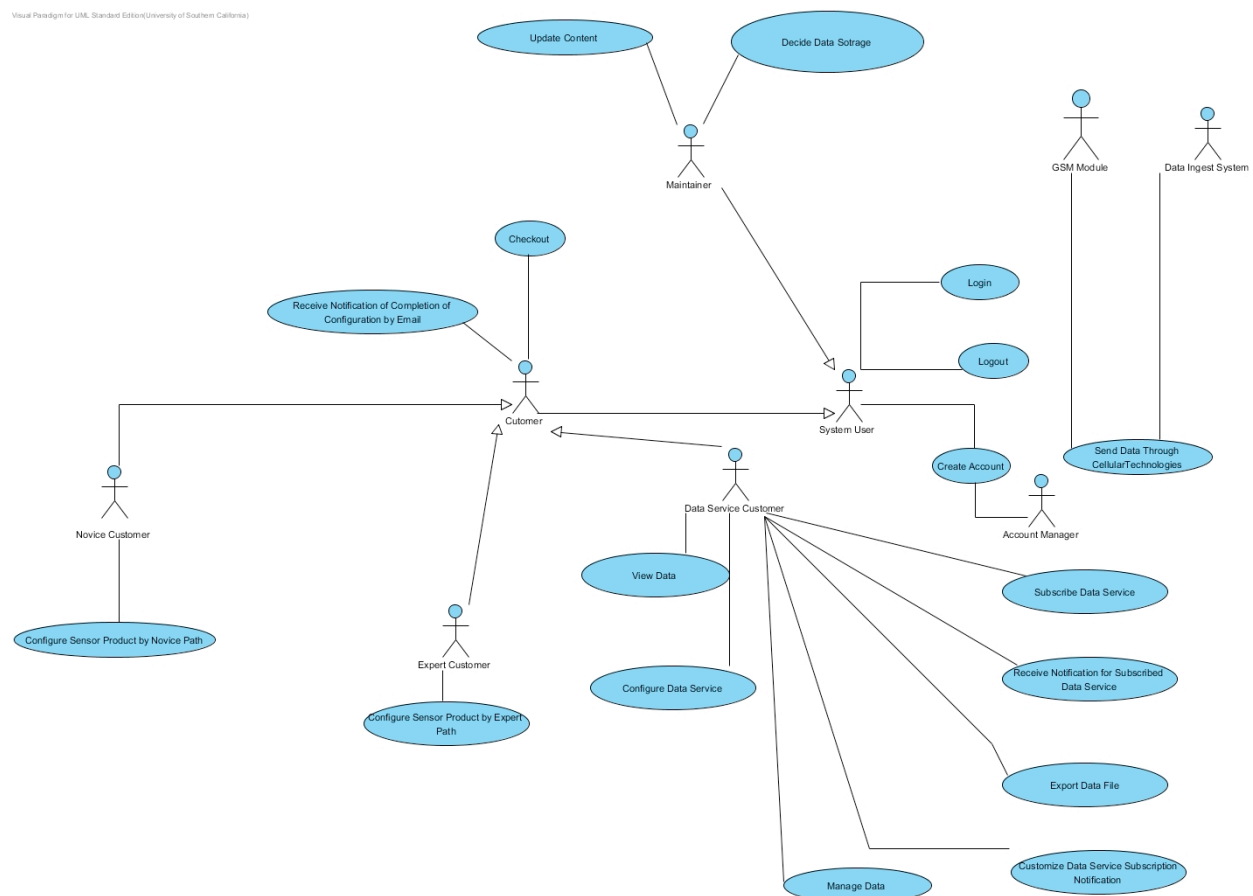 Visual Paradigm for UML Standard Edition(University of Southern California)
Update Content
Decide Data Sotrage
GSM Module
Data Ingest System
Maintainer
Checkout
Login
Receive Notification of Completion of
Configuration by Email
Logout
Cutomer
System User
Send Data Through
CellularTechnologies
Create Account
Data Service Customer
Novice Customer
Account Manager
View Data
Subscribe Data Service
Configure Sensor Product by Novice Path
Expert Customer
Receive Notification for Subscribed
Data Service
Configure Data Service
Configure Sensor Product by Expert
Path
Export Data File
Customize Data Service Subscription
Notification
Manage Data